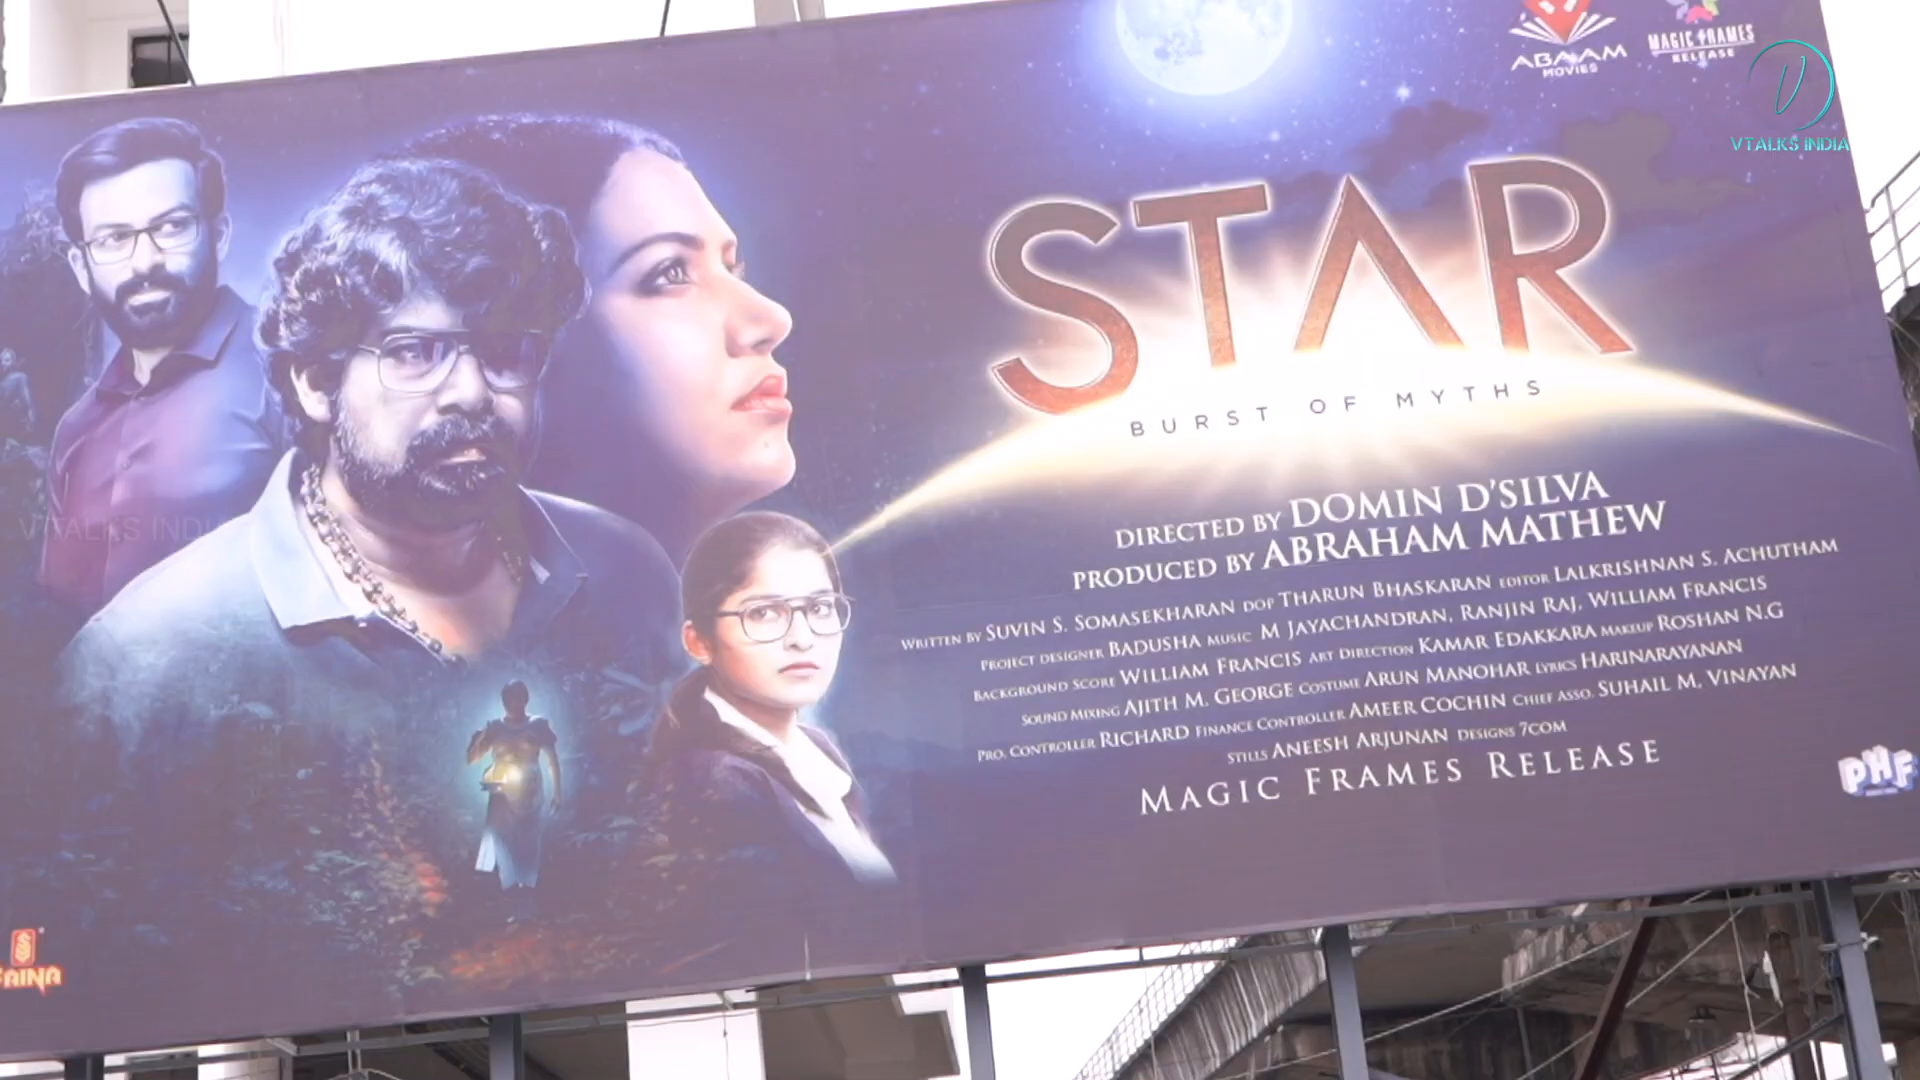 ABAAM
MOVIES
MAGIC FRAMES
RELEASE
V
VTALKS INDIA
STAR
BURST OF MYTHS
DIRECTED BY DOMIN D'SILVA
PRODUCED BY ABRAHAM MATHEW
WRITTEN BY SUVIN S. SOMASEKHARAN DOP THARUN BHASKARAN EDITOR LALKRISHNAN S. ACHUTHAM
PROJECT DESIGNER BADUSHA MUSIC M JAYACHANDRAN, RANJIN RAJ, WILLIAM FRANCIS
BACKGROUND SCORE WILLIAM FRANCIS ART DIRECTION KAMAR EDAKKARA MAKEUP ROSHAN N.G
SOUND MIXING AJITH M. GEORGE COSTUME ARUN MANOHAR LYRICS HARINARAYANAN
PRO. CONTROLLER RICHARD FINANCE CONTROLLER AMEER COCHIN CHIEF ASSO. SUHAIL M, VINAYAN
STILLS ANEESH ARJUNAN DESIGNS 7COM
MAGIC FRAMES RELEASE
VTALKS INDIA
PHF
SAINA